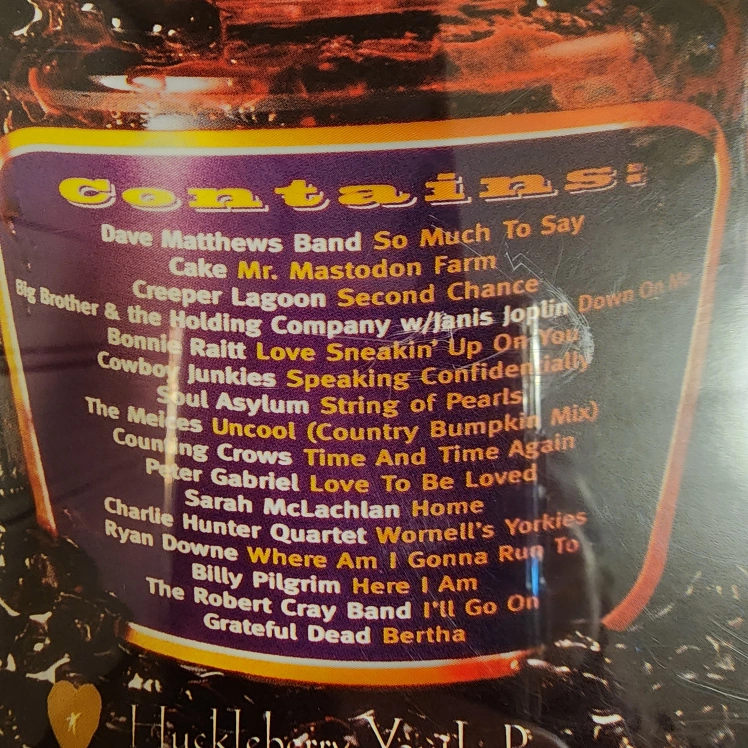 Contains:
Dave Matthews Band So Much To Say
Cake Mr. Mastodon Farm
Creeper Lagoon Second Chance
Big Brother & the Holding Company w/Janis Joplin Down On Me
Bonnie Raitt Love Sneakin' Up On You
Cowboy Junkies Speaking Confidentially
Soul Asylum String of Pearls
The Meices Uncool (Country Bumpkin Mix)
Counting Crows Time And Time Again
Peter Gabriel Love To Be Loved
Sarah McLachlan Home
Charlie Hunter Quartet Wornell's Yorkies
Ryan Downe Where Am I Gonna Run To
Billy Pilgrim Here I Am
The Robert Cray Band I'll Go On
Grateful Dead Bertha
Huckleberry